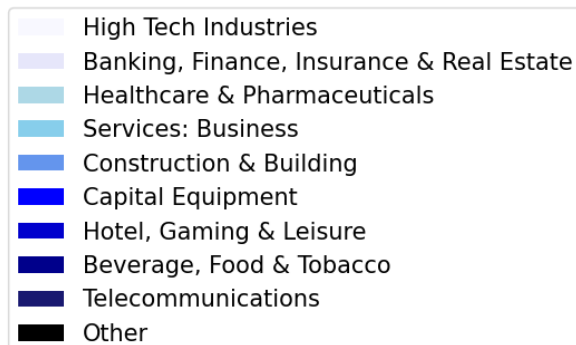 High Tech Industries
Banking, Finance, Insurance & Real Estate
Healthcare & Pharmaceuticals
Services: Business
Construction & Building
Capital Equipment
Hotel, Gaming & Leisure
Beverage, Food & Tobacco
Telecommunications
Other